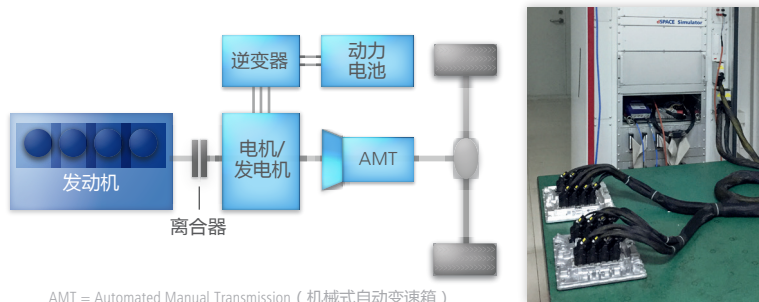 逆变器
动力
电池
发动机
离合器
电机/
发电机
AMT
AMT = Automated Manual Transmission ( 机械式自动变速箱 )
dSPACE Simulator